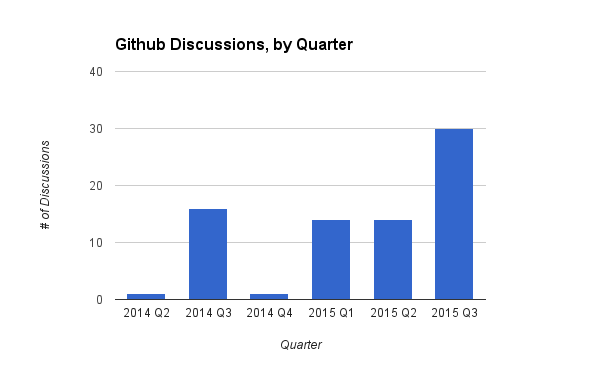 Github Discussions, by Quarter
40
30
20
10
0
# of Discussions
2014 Q2 2014 Q3 2014 Q4 2015 Q1 2015 Q2 2015 Q3
Quarter